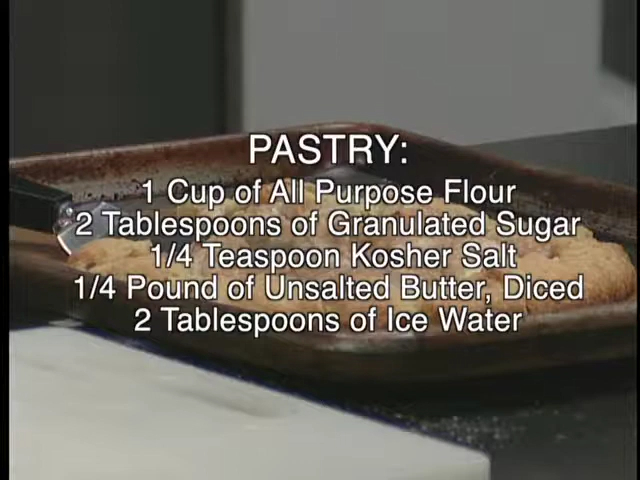 PASTRY:
1 Cup of All Purpose Flour
2 Tablespoons of Granulated Sugar
1/4 Teaspoon Kosher Salt
1/4 Pound of Unsalted Butter, Diced
2 Tablespoons of Ice Water